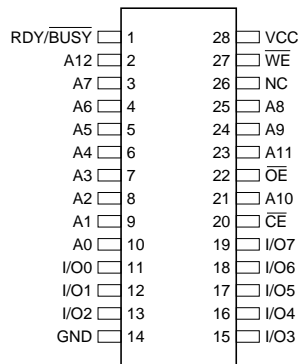 RDY/BUSY 1 28 VCC
A12 2 27 WE
A7 3 26 NC
A6 4 25 A8
A5 5 24 A9
A4 6 23 A11
A3 7 22 OE
A2 8 21 A10
A1 9 20 CE
A0 10 19 I/O7
I/O0 11 18 I/O6
I/O1 12 17 I/O5
I/O2 13 16 I/O4
GND 14 15 I/O3